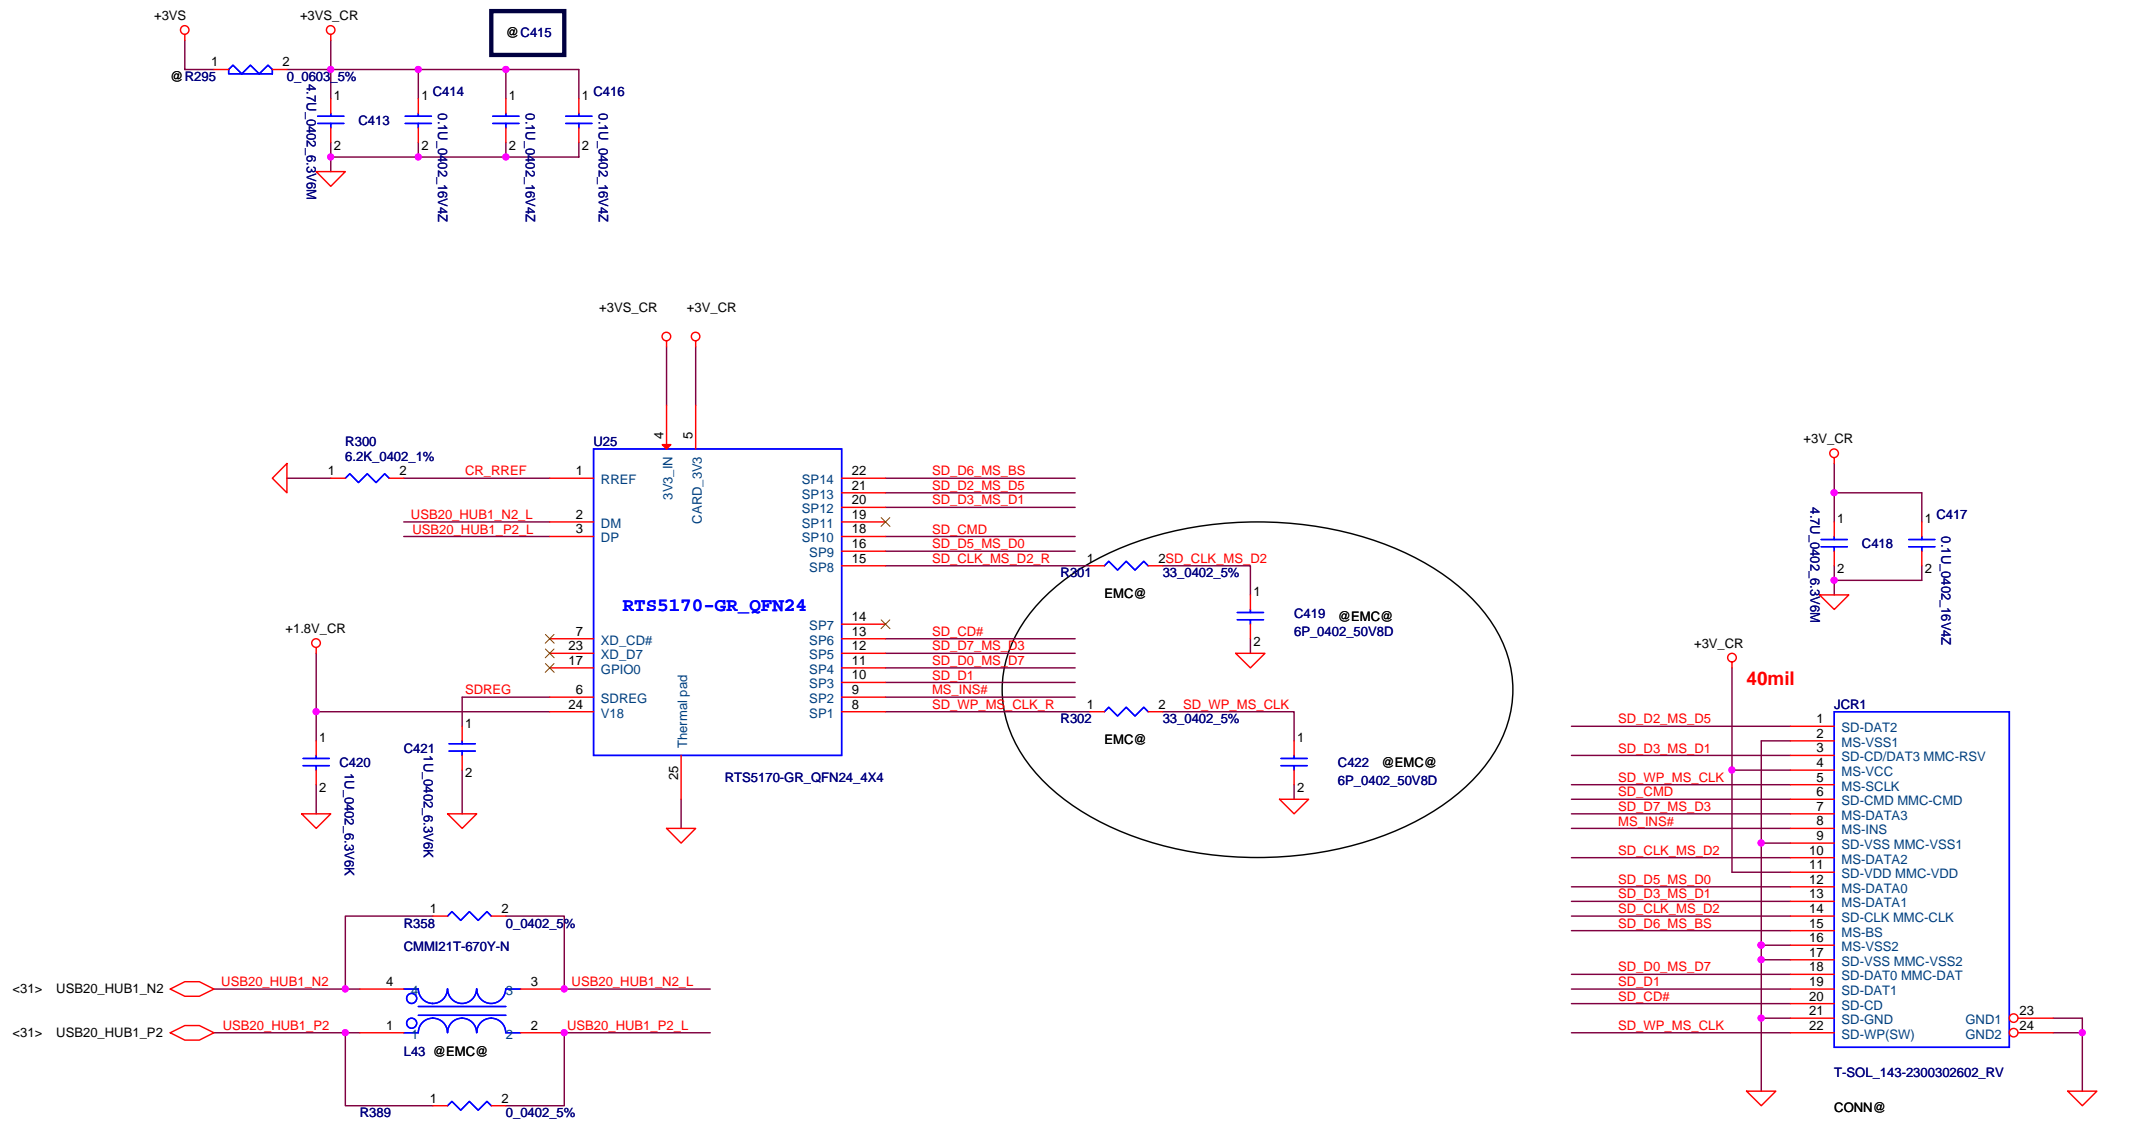 +3VS
+3VS_CR
@ C415
1
2
@ R295
0_0603_5%
1
C413
2
4.7U_0402_6.3V6M
1
C414
2
0.1U_0402_16V4Z
1
2
0.1U_0402_16V4Z
1
C416
2
0.1U_0402_16V4Z
+3VS_CR
+3V_CR
4
5
U25
3V3_IN
CARD_3V3
R300
6.2K_0402_1%
1
2
CR_RREF
1
RREF
USB20_HUB1_N2_L
2
DM
USB20_HUB1_P2_L
3
DP
RTS5170-GR_QFN24
7
XD_CD#
23
XD_D7
17
GPIO0
SDREG
6
SDREG
24
V18
Thermal pad
25
RTS5170-GR_QFN24_4X4
SP14
22
SD_D6_MS_BS
SP13
21
SD_D2_MS_D5
SP12
20
SD_D3_MS_D1
SP11
19
SP10
18
SD_CMD
SP9
16
SD_D5_MS_D0
SP8
15
SD_CLK_MS_D2_R
SP7
14
SP6
13
SD_CD#
SP5
12
SD_D7_MS_D3
SP4
11
SD_D0_MS_D7
SP3
10
SD_D1
SP2
9
MS_INS#
SP1
8
SD_WP_MS_CLK_R
1
2
SD_CLK_MS_D2
R301
33_0402_5%
EMC@
1
C419
@EMC@
6P_0402_50V8D
2
1
2
SD_WP_MS_CLK
R302
33_0402_5%
EMC@
1
C422
@EMC@
6P_0402_50V8D
2
+1.8V_CR
1
C420
2
1U_0402_6.3V6K
1
C421
2
1U_0402_6.3V6K
1
2
R358
0_0402_5%
CMMI21T-670Y-N
<31>
USB20_HUB1_N2
USB20_HUB1_N2
4
4
3
3
USB20_HUB1_N2_L
<31>
USB20_HUB1_P2
USB20_HUB1_P2
1
1
2
2
USB20_HUB1_P2_L
L43
@EMC@
1
2
R389
0_0402_5%
+3V_CR
1
C418
2
4.7U_0402_6.3V6M
1
C417
2
0.1U_0402_16V4Z
+3V_CR
40mil
JCR1
SD_D2_MS_D5
1
SD-DAT2
2
MS-VSS1
SD_D3_MS_D1
3
SD-CD/DAT3 MMC-RSV
4
MS-VCC
SD_WP_MS_CLK
5
MS-SCLK
SD_CMD
6
SD-CMD MMC-CMD
SD_D7_MS_D3
7
MS-DATA3
MS_INS#
8
MS-INS
9
SD-VSS MMC-VSS1
SD_CLK_MS_D2
10
MS-DATA2
11
SD-VDD MMC-VDD
SD_D5_MS_D0
12
MS-DATA0
SD_D3_MS_D1
13
MS-DATA1
SD_CLK_MS_D2
14
SD-CLK MMC-CLK
SD_D6_MS_BS
15
MS-BS
16
MS-VSS2
17
SD-VSS MMC-VSS2
SD_D0_MS_D7
18
SD-DAT0 MMC-DAT
SD_D1
19
SD-DAT1
SD_CD#
20
SD-CD
21
SD-GND
SD_WP_MS_CLK
22
SD-WP(SW)
GND1
23
GND2
24
T-SOL_143-2300302602_RV
CONN@